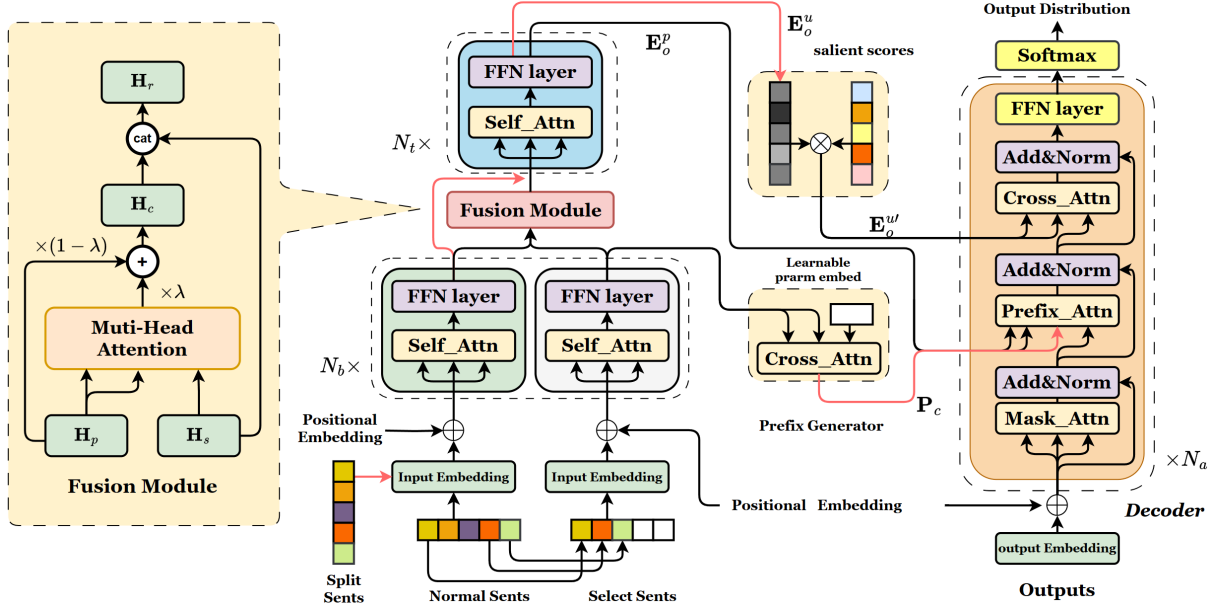 H_r
cat
H_c
×(1 − λ)
+
×λ
Muti-Head
Attention
H_p
H_s
Fusion Module
FFN layer
Self_Attn
N_t×
Fusion Module
FFN layer
Self_Attn
FFN layer
Self_Attn
N_b×
Positional
Embedding
Input Embedding
Input Embedding
Split
Sents
Normal Sents
Select Sents
E_o^p
E_o^u
salient scores
E_o^{u'}
Learnable
prarm embed
Cross_Attn
Prefix Generator
P_c
Positional Embedding
Output Distribution
Softmax
FFN layer
Add&Norm
Cross_Attn
Add&Norm
Prefix_Attn
Add&Norm
Mask_Attn
×N_a
Decoder
output Embedding
Outputs